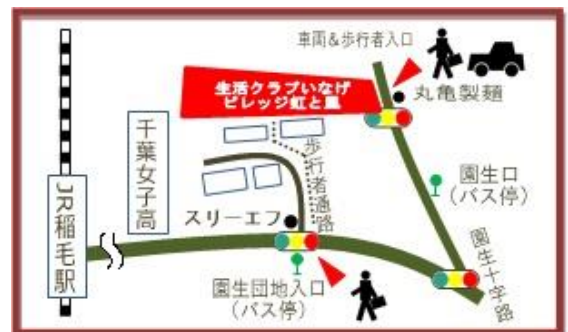 車両&歩行者入口
生活クラブいなげ
ビレッジ虹と風
丸亀製麺
千葉女子高
歩行者通路
園生口
(バス停)
JR稲毛駅
スリーエフ
園生団地入口
(バス停)
園生十字路